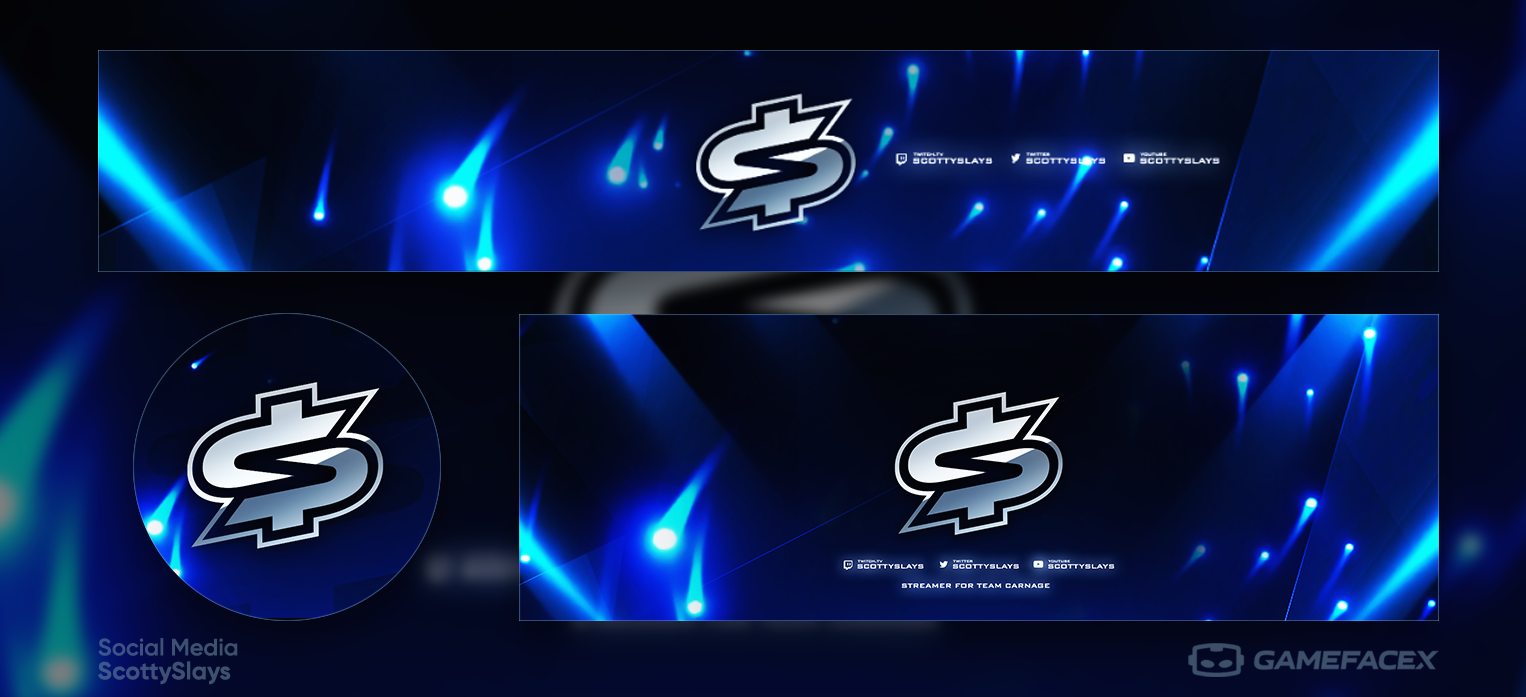 TWITCH.TV
SCOTTYSLAYS
TWITTER
SCOTTYSLAYS
YOUTUBE
SCOTTYSLAYS
TWITCH.TV
SCOTTYSLAYS
TWITTER
SCOTTYSLAYS
YOUTUBE
SCOTTYSLAYS
STREAMER FOR TEAM CARNAGE
Social Media
ScottySlays
GAMEFACEX